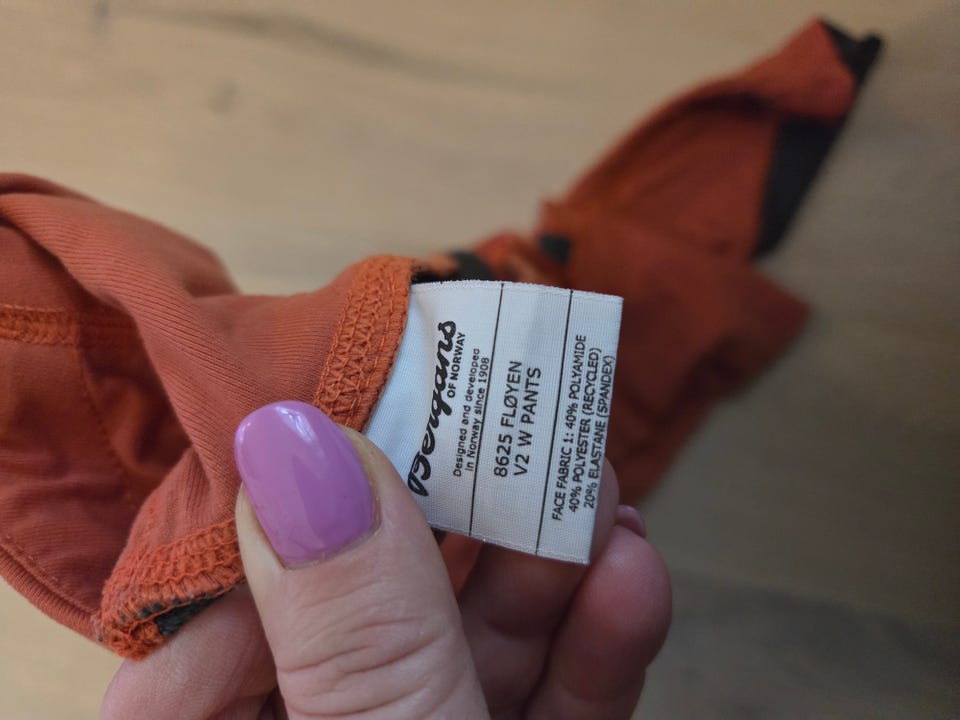 Bergans
OF NORWAY
Designed and developed
in Norway since 1908
8625 FLØYEN
V2 W PANTS
FACE FABRIC 1: 40% POLYAMIDE
40% POLYESTER (RECYCLED)
20% ELASTANE (SPANDEX)